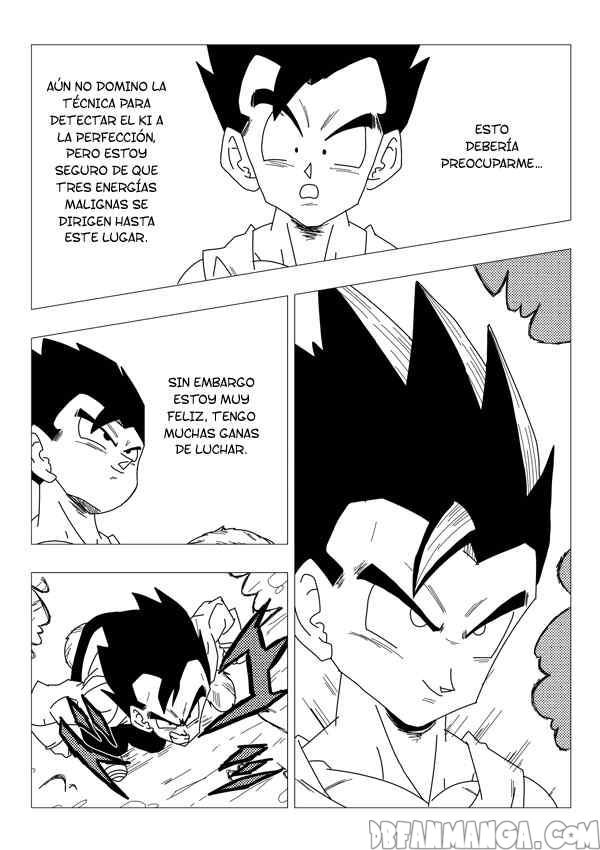 AÚN NO DOMINO LA
TÉCNICA PARA
DETECTAR EL KI A
LA PERFECCIÓN,
PERO ESTOY
SEGURO DE QUE
TRES ENERGÍAS
MALIGNAS SE
DIRIGEN HASTA
ESTE LUGAR.
ESTO
DEBERÍA
PREOCUPARME...
SIN EMBARGO
ESTOY MUY
FELIZ, TENGO
MUCHAS GANAS
DE LUCHAR.
DBFANMANGA.COM